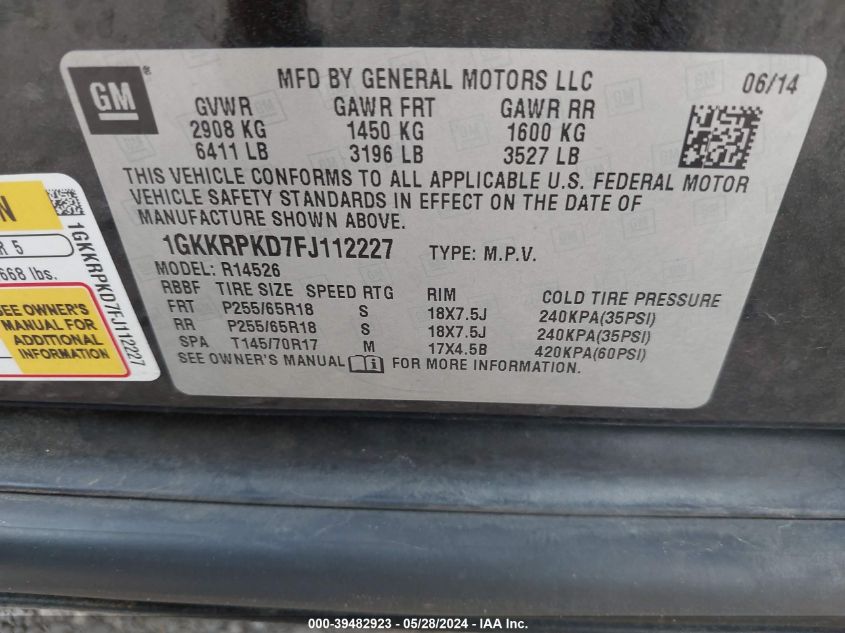 GM
®
MFD BY GENERAL MOTORS LLC
06/14
GVWR GAWR FRT GAWR RR
2908 KG 1450 KG 1600 KG
6411 LB 3196 LB 3527 LB
THIS VEHICLE CONFORMS TO ALL APPLICABLE U.S. FEDERAL MOTOR
VEHICLE SAFETY STANDARDS IN EFFECT ON THE DATE OF
MANUFACTURE SHOWN ABOVE.
1GKKRPKD7FJ112227 TYPE: M.P.V.
MODEL: R14526
RBBF TIRE SIZE SPEED RTG RIM COLD TIRE PRESSURE
FRT P255/65R18 S 18X7.5J 240KPA(35PSI)
RR P255/65R18 S 18X7.5J 240KPA(35PSI)
SPA T145/70R17 M 17X4.5B 420KPA(60PSI)
SEE OWNER'S MANUAL FOR MORE INFORMATION.
N
R 5
668 lbs.
SEE OWNER'S
MANUAL FOR
ADDITIONAL
INFORMATION
1GKKRPKD7FJ112227
000-39482923 - 05/28/2024 - IAA Inc.